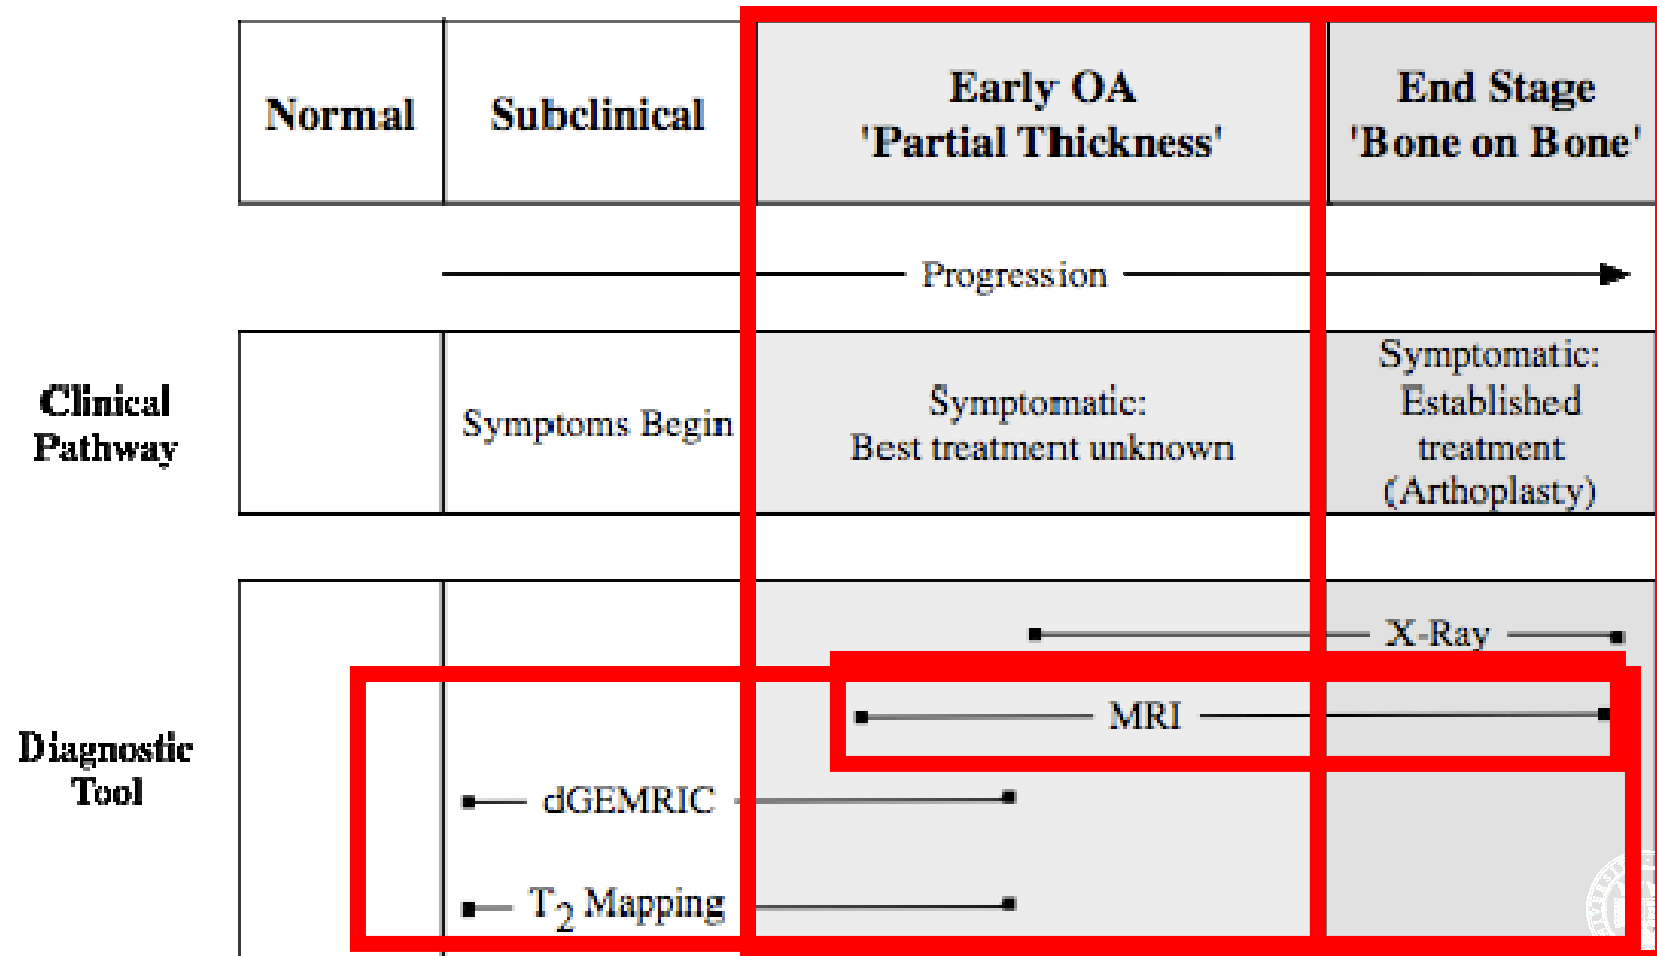 Normal
Subclinical
Early OA
'Partial Thickness'
End Stage
'Bone on Bone'
Progression
Clinical
Pathway
Symptoms Begin
Symptomatic:
Best treatment unknown
Symptomatic:
Established
treatment
(Arthoplasty)
Diagnostic
Tool
X-Ray
MRI
dGEMRIC
T2 Mapping